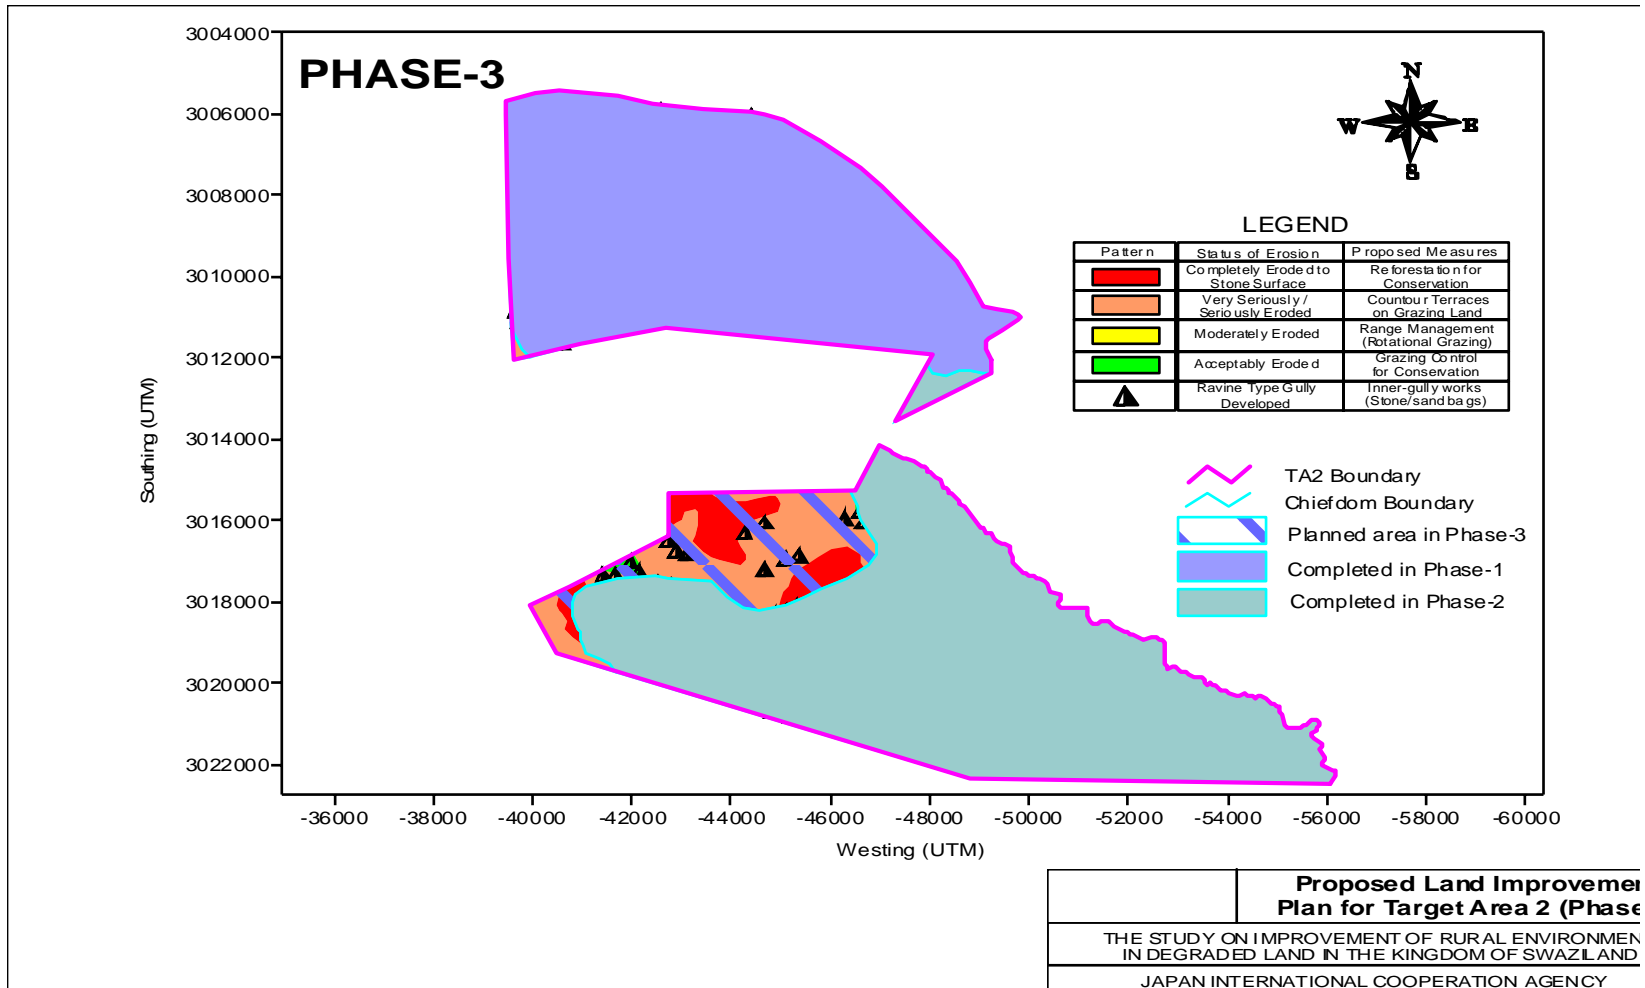 PHASE-3
3004000
3006000
3008000
3010000
3012000
3014000
3016000
3018000
3020000
3022000
Southing (UTM)
-36000 -38000 -40000 -42000 -44000 -46000 -48000 -50000 -52000 -54000 -56000 -58000 -60000
Westing (UTM)
N
W E
S
LEGEND
Pattern Status of Erosion Proposed Measures
Completely Eroded to Stone Surface Reforestation for Conservation
Very Seriously / Seriously Eroded Countour Terraces on Grazing Land
Moderately Eroded Range Management (Rotational Grazing)
Acceptably Eroded Grazing Control for Conservation
Ravine Type Gully Developed Inner-gully works (Stone/sand bags)
TA2 Boundary
Chiefdom Boundary
Planned area in Phase-3
Completed in Phase-1
Completed in Phase-2
Proposed Land Improvemen
Plan for Target Area 2 (Phase
THE STUDY ON IMPROVEMENT OF RURAL ENVIRONMEN
IN DEGRADED LAND IN THE KINGDOM OF SWAZILAND
JAPAN INTERNATIONAL COOPERATION AGENCY